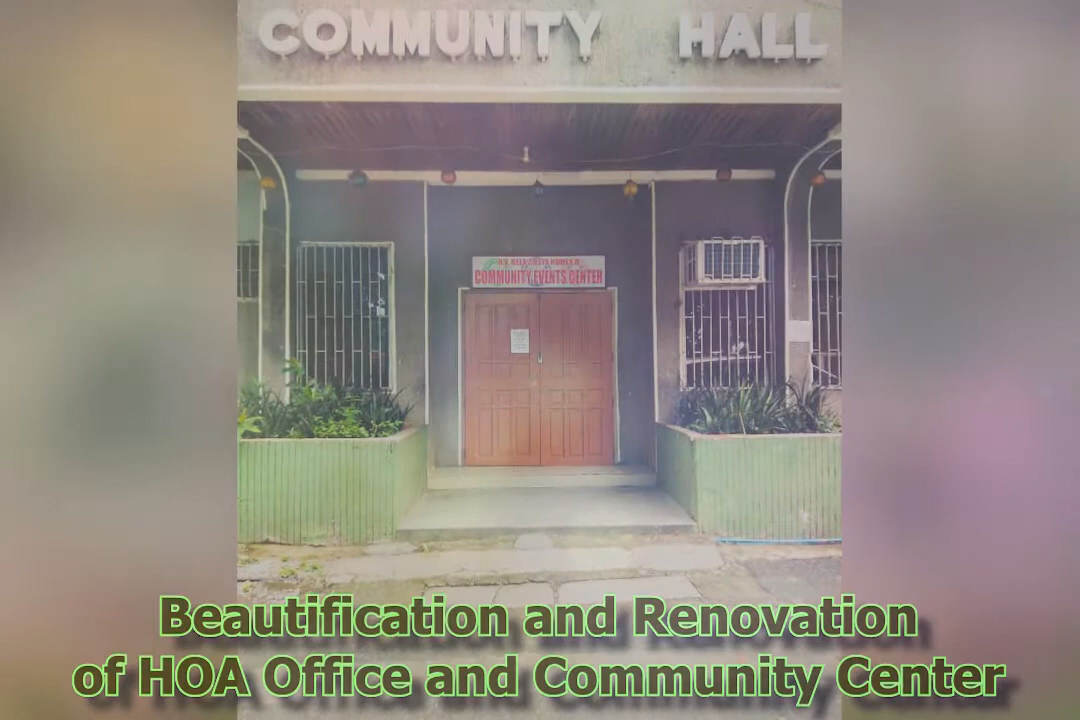 COMMUNITY HALL
COMMUNITY EVENTS CENTER
Beautification and Renovation
of HOA Office and Community Center